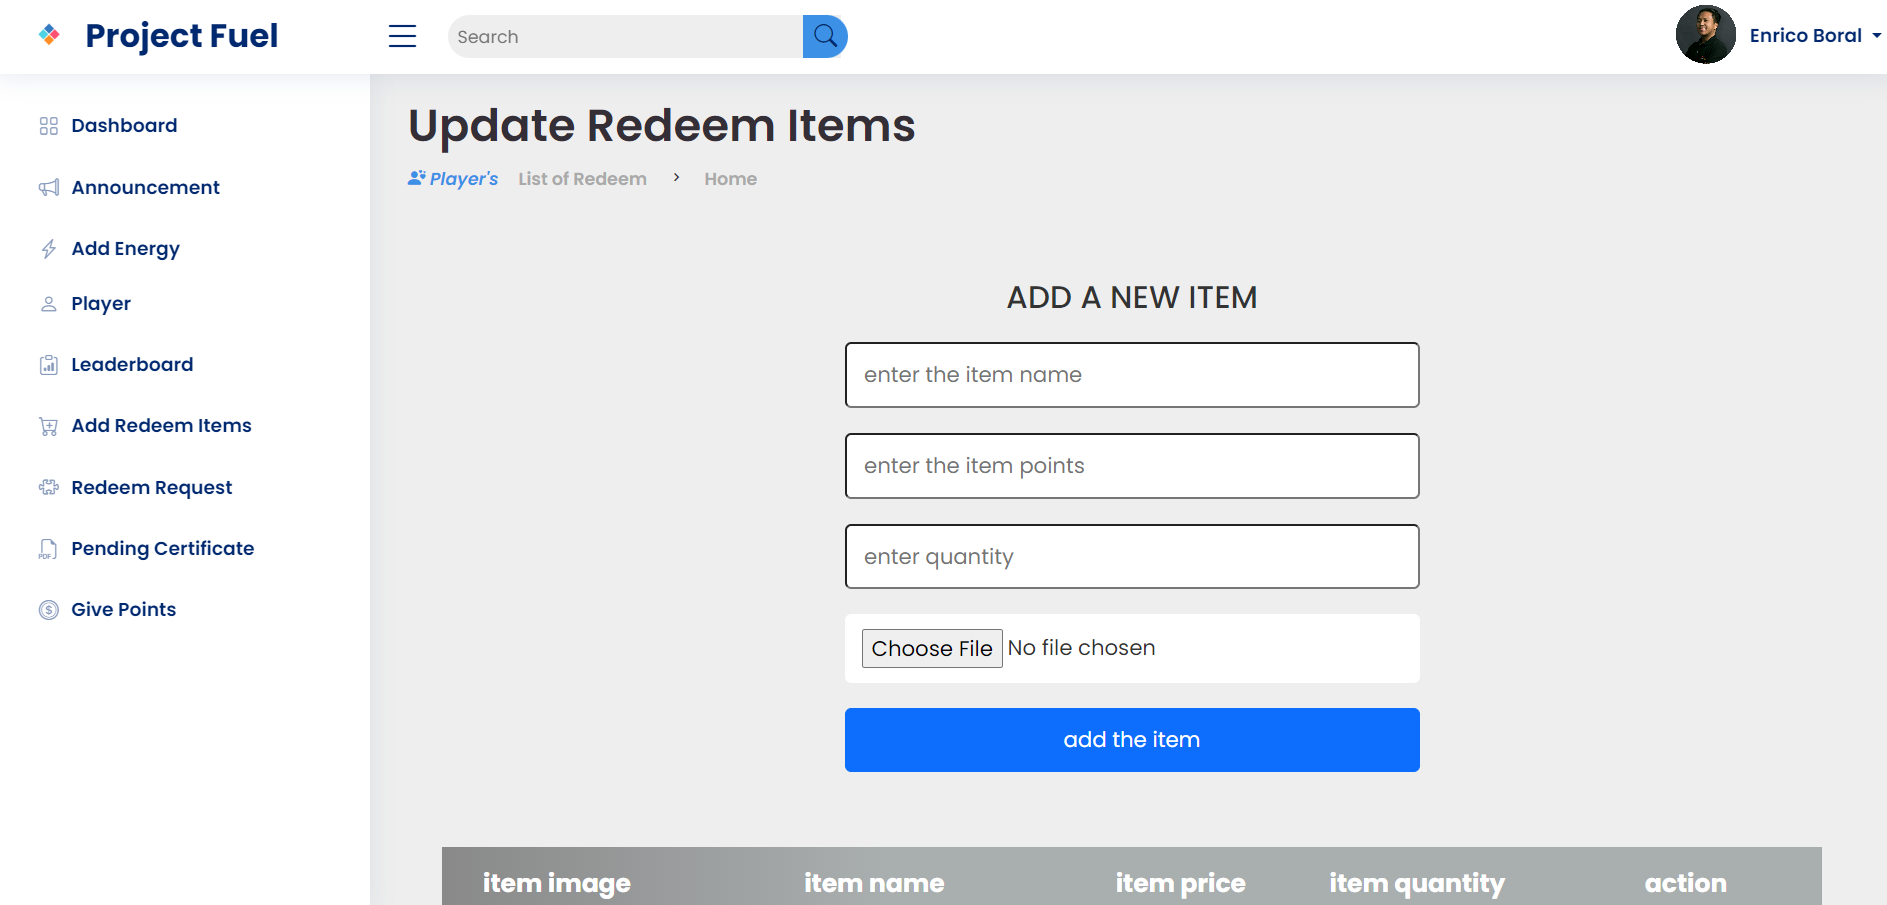 Project Fuel
Search
Enrico Boral
Dashboard
Announcement
Add Energy
Player
Leaderboard
Add Redeem Items
Redeem Request
PDF
Pending Certificate
$
Give Points
Update Redeem Items
Player's List of Redeem > Home
ADD A NEW ITEM
enter the item name
enter the item points
enter quantity
Choose File No file chosen
add the item
item image item name item price item quantity action